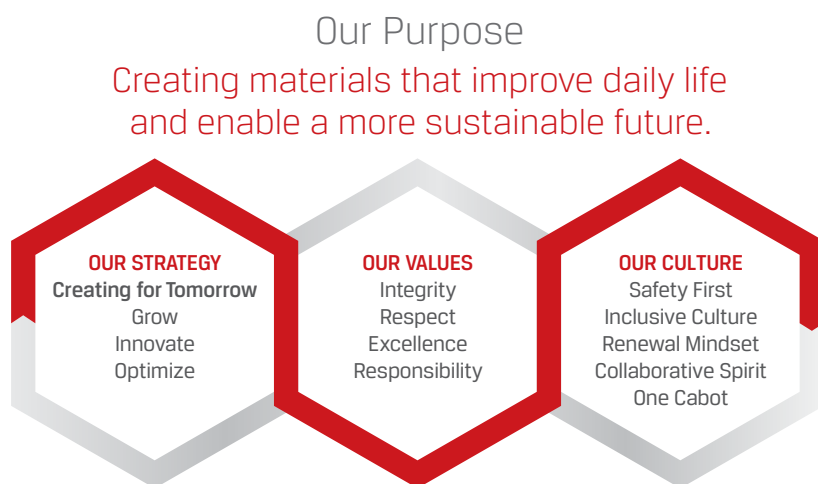 Our Purpose
Creating materials that improve daily life
and enable a more sustainable future.
OUR STRATEGY
Creating for Tomorrow
Grow
Innovate
Optimize
OUR VALUES
Integrity
Respect
Excellence
Responsibility
OUR CULTURE
Safety First
Inclusive Culture
Renewal Mindset
Collaborative Spirit
One Cabot